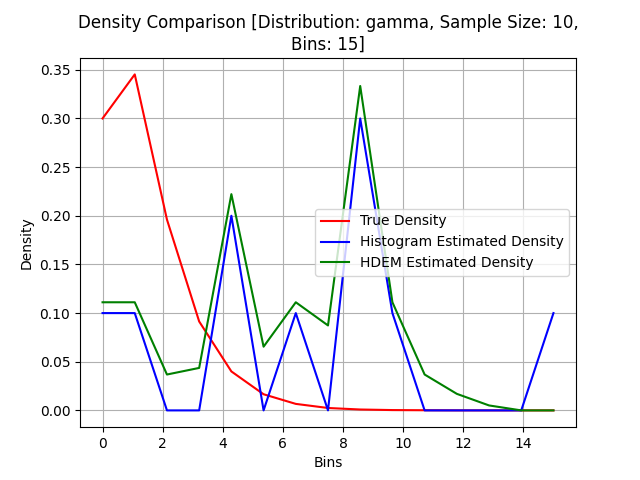 Density Comparison [Distribution: gamma, Sample Size: 10,
Bins: 15]
Density
0.35
0.30
0.25
0.20
0.15
0.10
0.05
0.00
True Density
Histogram Estimated Density
HDEM Estimated Density
0 2 4 6 8 10 12 14
Bins